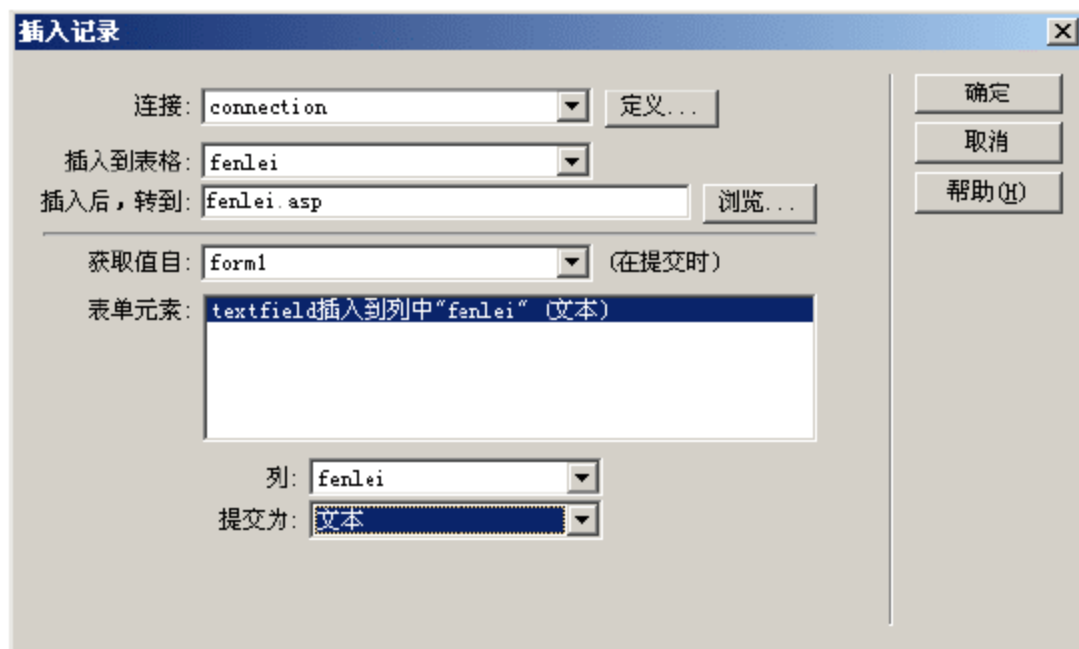 插入记录
连接: connection 定义...
确定
插入到表格: fenlei
取消
插入后，转到: fenlei.asp 浏览...
帮助(H)
获取值目: form1 (在提交时)
表单元素: textfield插入到列中"fenlei" (文本)
列: fenlei
提交为: 文本